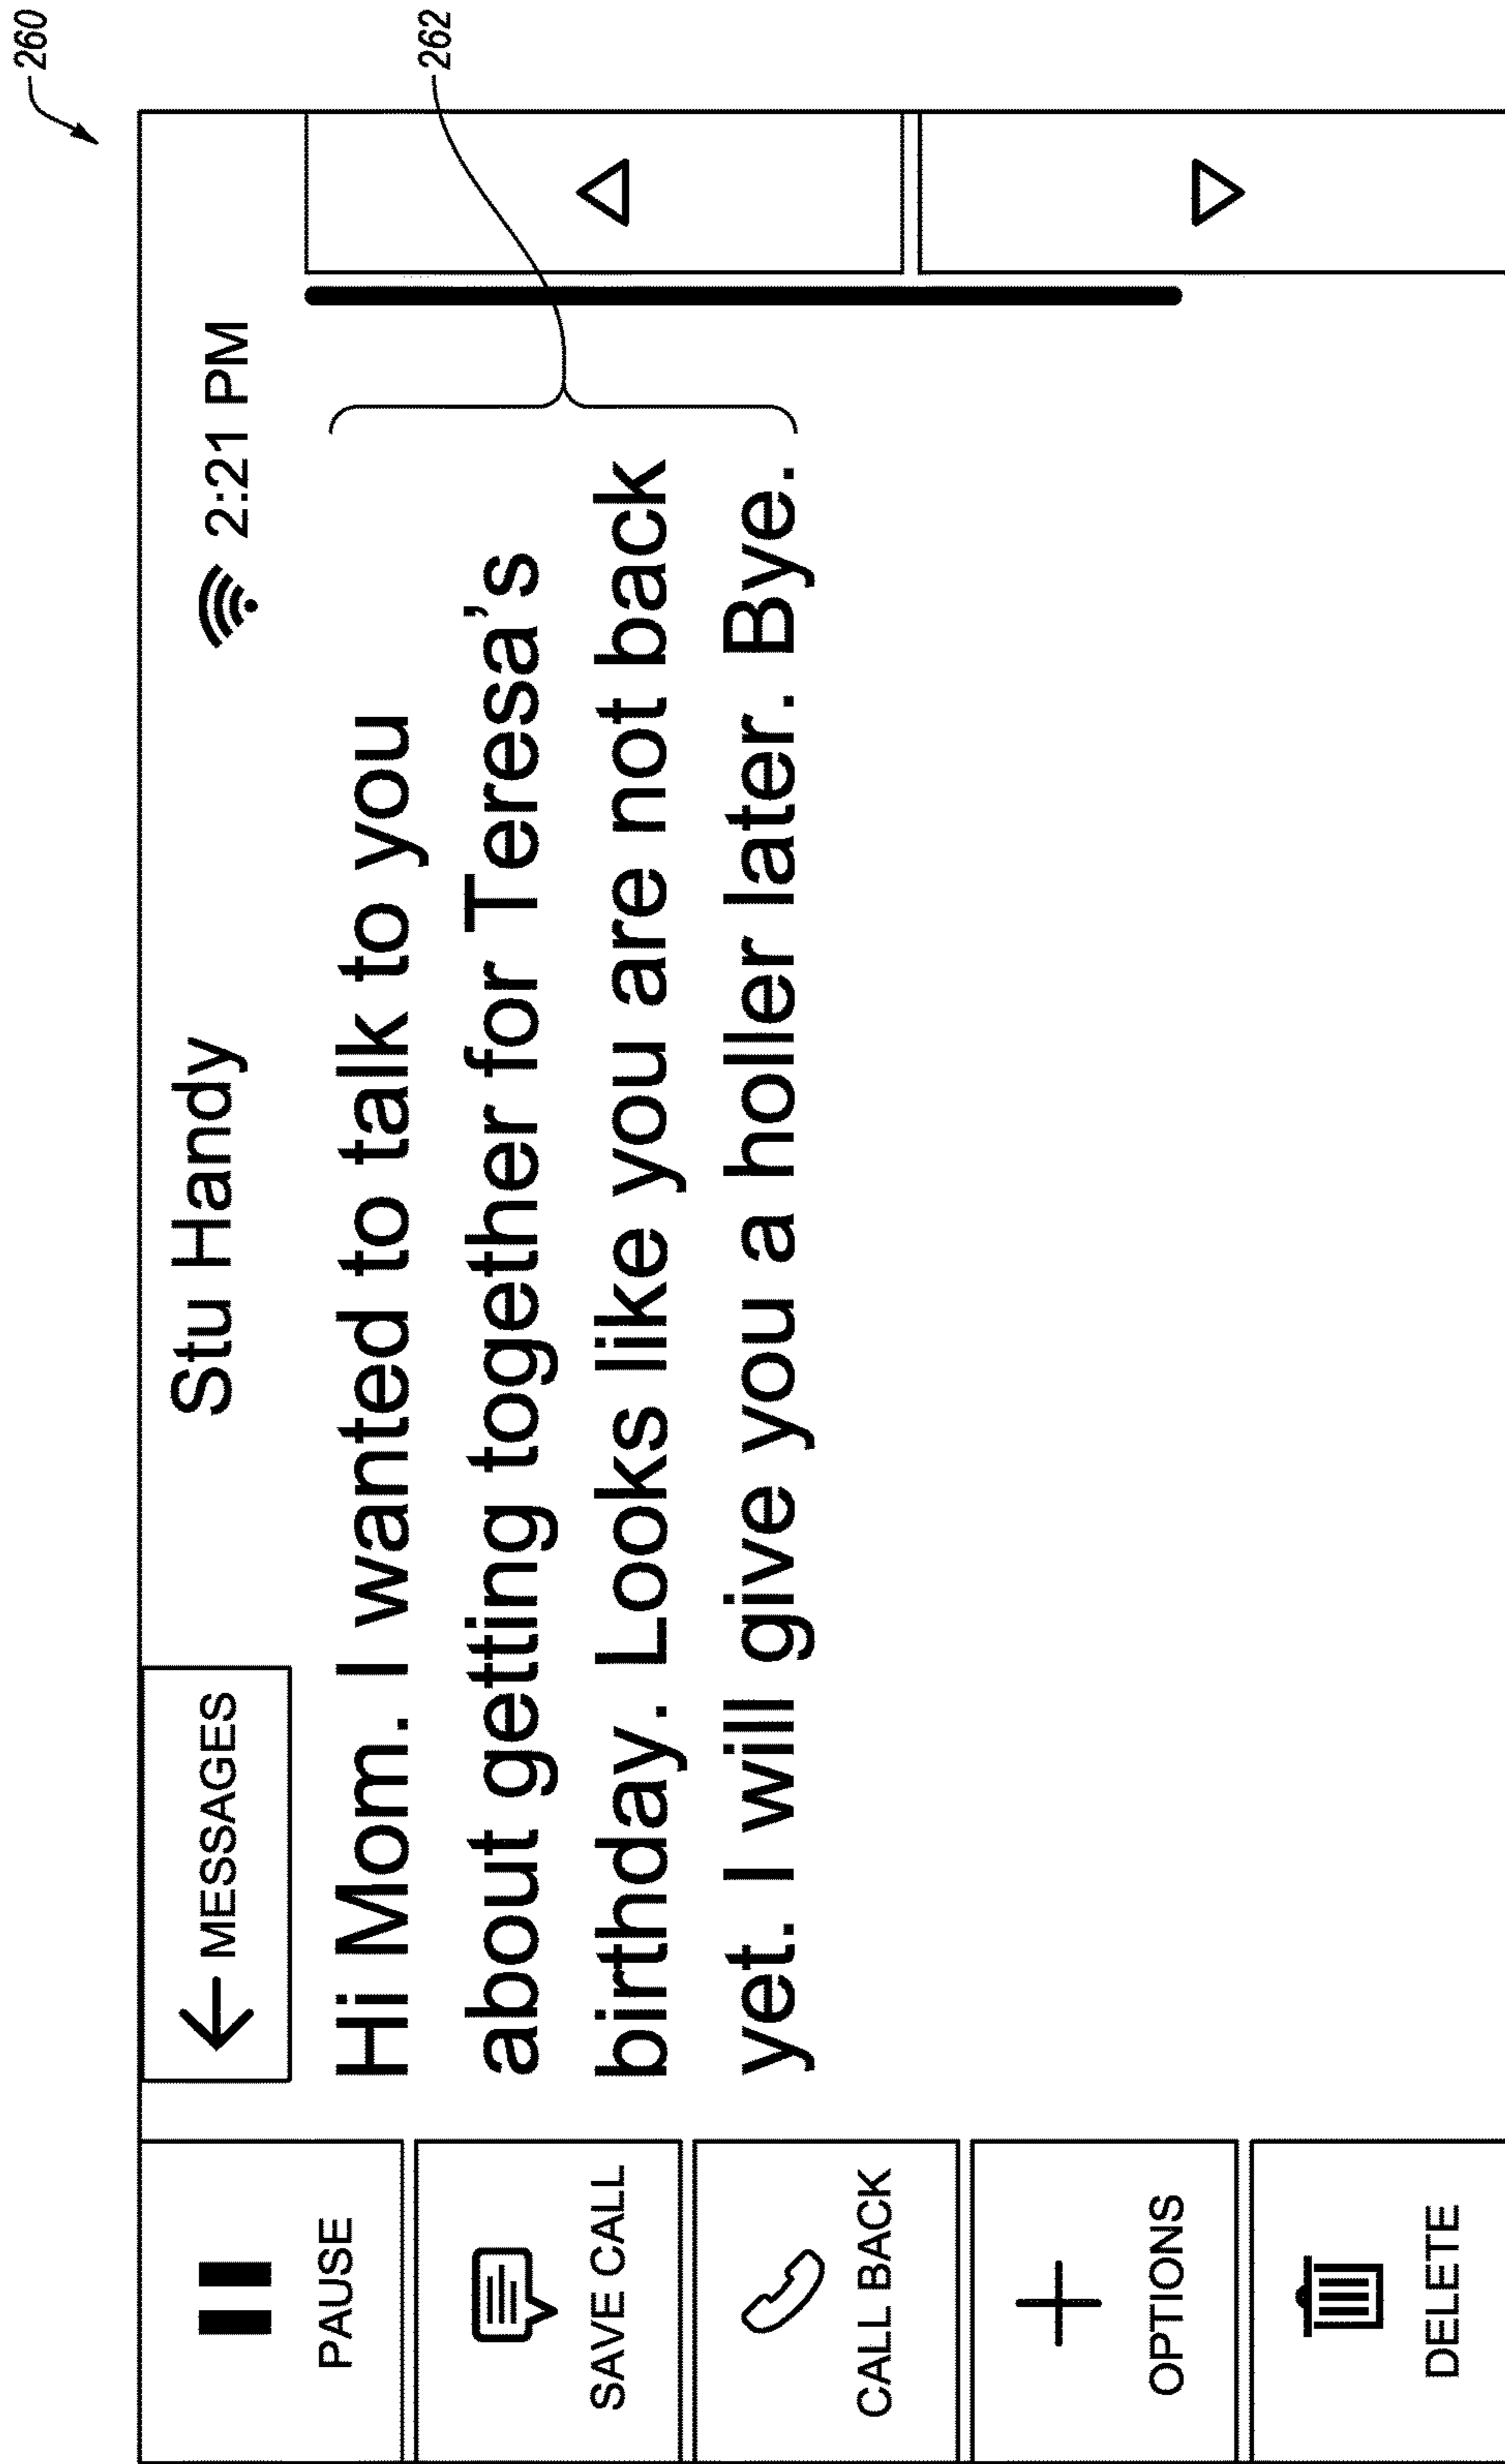 260
262
← MESSAGES
Stu Handy
2:21 PM
PAUSE
SAVE CALL
CALL BACK
OPTIONS
DELETE
Hi Mom. I wanted to talk to you
about getting together for Teresa's
birthday. Looks like you are not back
yet. I will give you a holler later. Bye.